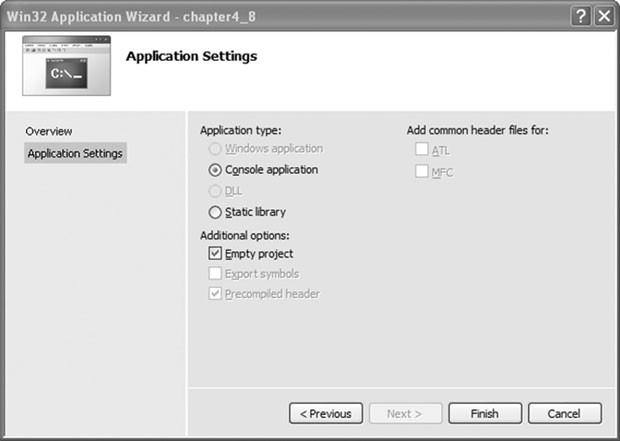 Win32 Application Wizard - chapter4_8
C:\_
Application Settings
Overview
Application Settings
Application type:
Windows application
Console application
DLL
Static library
Additional options:
Empty project
Export symbols
Precompiled header
Add common header files for:
ATL
MFC
< Previous
Next >
Finish
Cancel